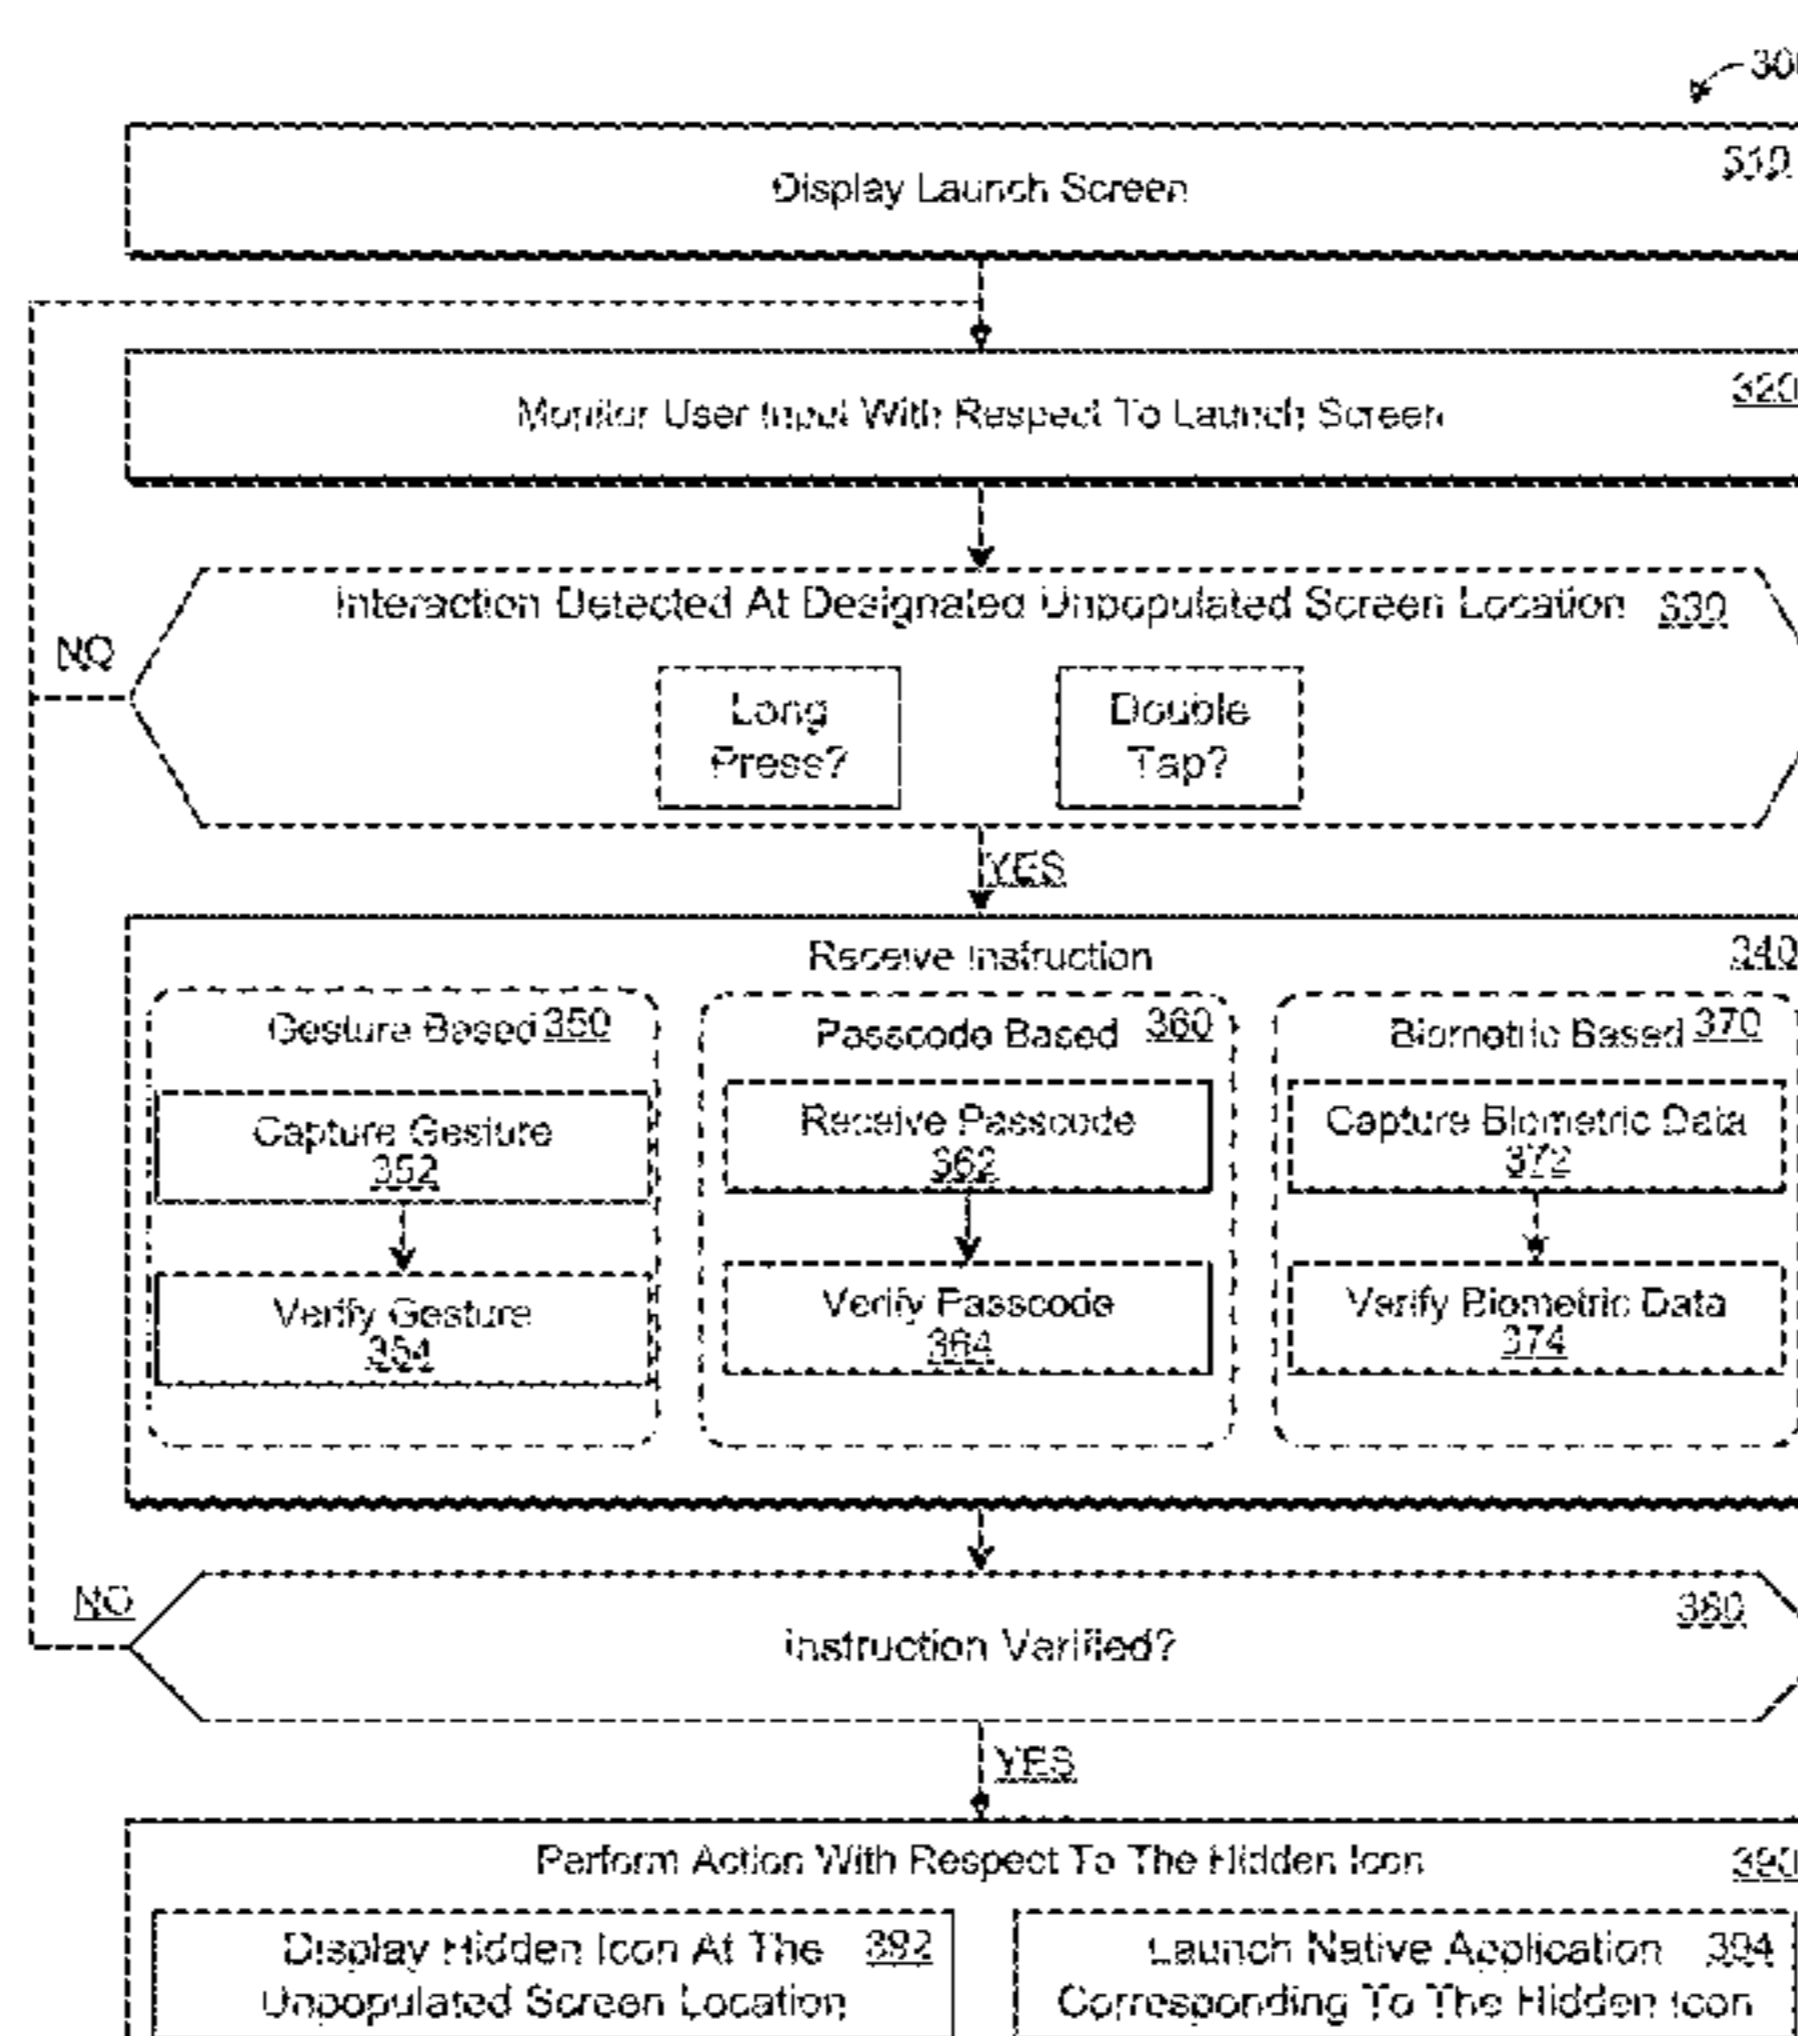 300
Display Launch Screen 310
Monitor User Input With Respect To Launch Screen 320
Interaction Detected At Designated Unpopulated Screen Location 330
NO
Long
Press?
Double
Tap?
YES
Receive Instruction 340
Gesture Based 350
Capture Gesture
352
Verify Gesture
354
Passcode Based 360
Receive Passcode
362
Verify Passcode
364
Biometric Based 370
Capture Biometric Data
372
Verify Biometric Data
374
NO
Instruction Verified? 380
YES
Perform Action With Respect To The Hidden Icon 390
Display Hidden Icon At The 392
Unpopulated Screen Location
Launch Native Application 394
Corresponding To The Hidden Icon